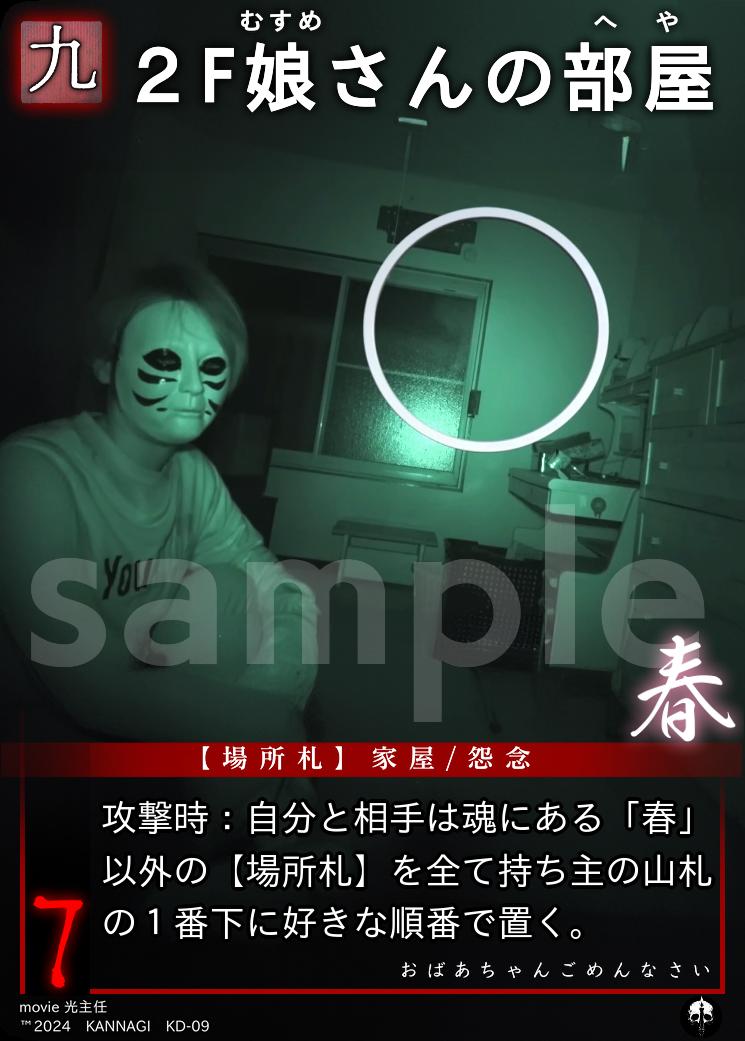 九
むすめ へや
２F娘さんの部屋
You
sample
春
【場所札】家屋/怨念
攻撃時：自分と相手は魂にある「春」
以外の【場所札】を全て持ち主の山札
の１番下に好きな順番で置く。
7
おばあちゃんごめんなさい
movie 光主任
™2024 KANNAGI KD-09